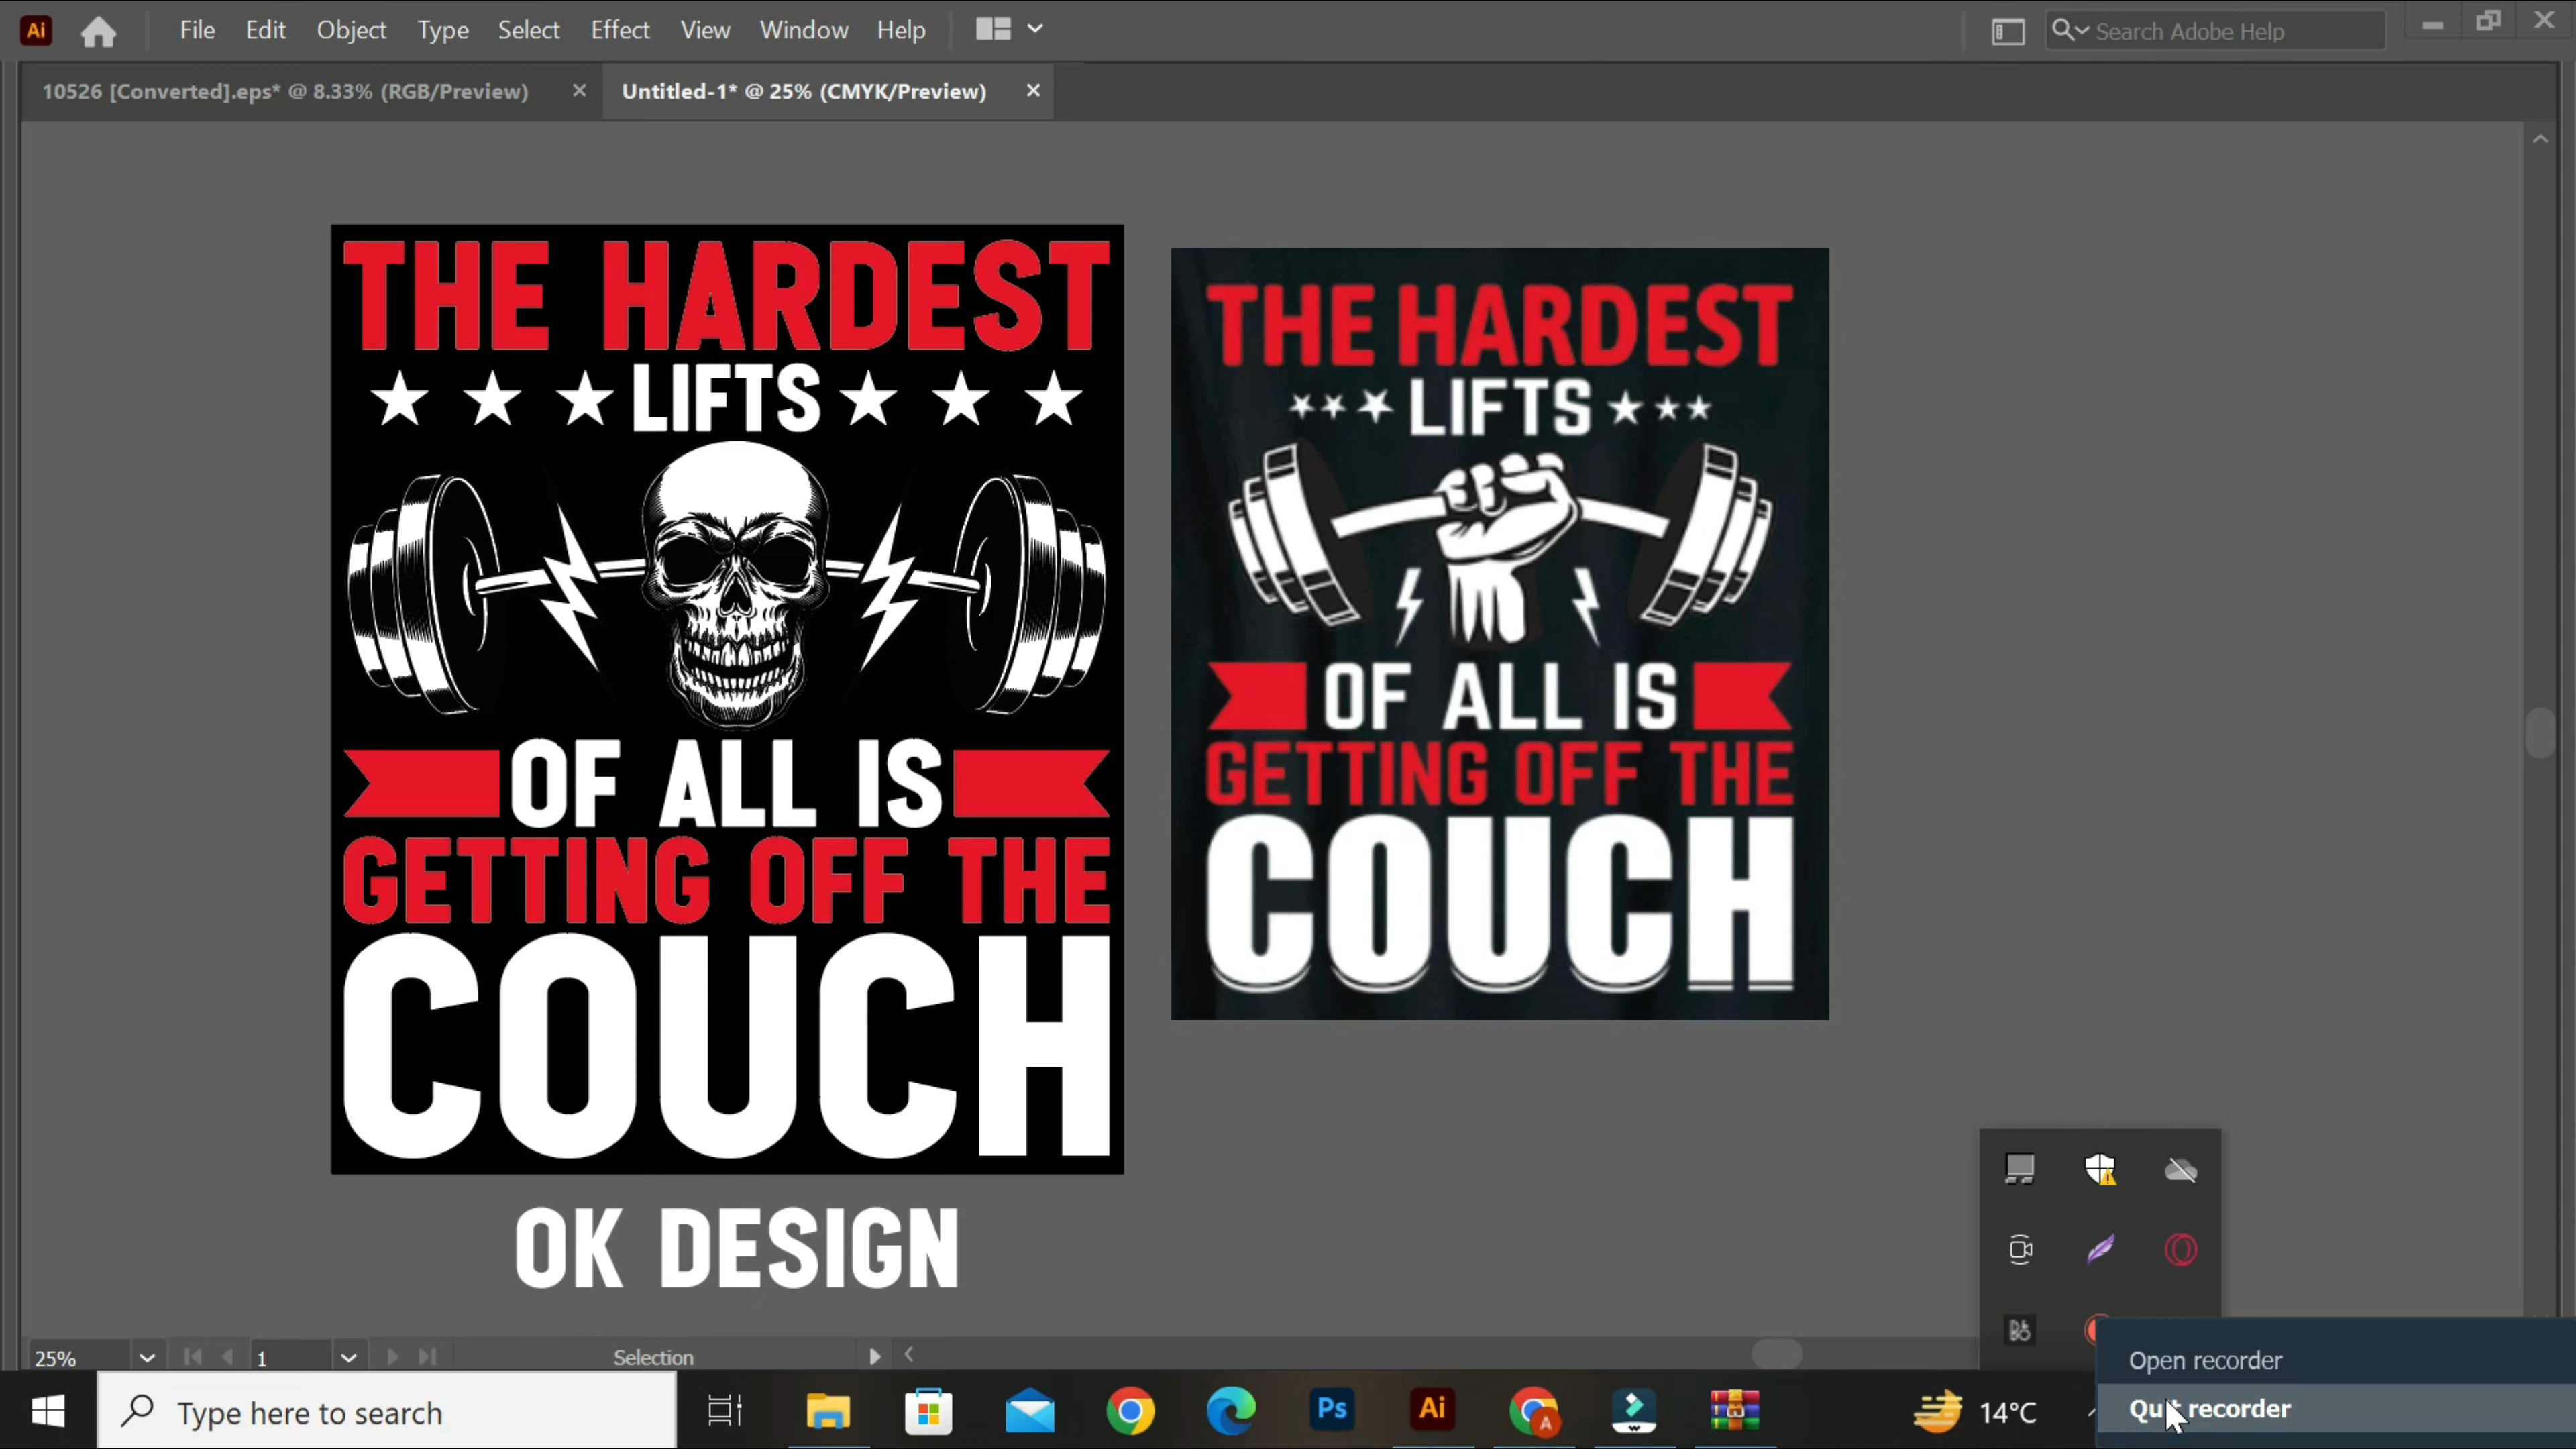 Ai File Edit Object Type Select Effect View Window Help Search Adobe Help
10526 [Converted].eps* @ 8.33% (RGB/Preview) Untitled-1* @ 25% (CMYK/Preview)
THE HARDEST
LIFTS
OF ALL IS
GETTING OFF THE
COUCH
OK DESIGN
THE HARDEST
LIFTS
OF ALL IS
GETTING OFF THE
COUCH
25% 1 Selection
Open recorder
Quit recorder
Type here to search Ps Ai A 14°C